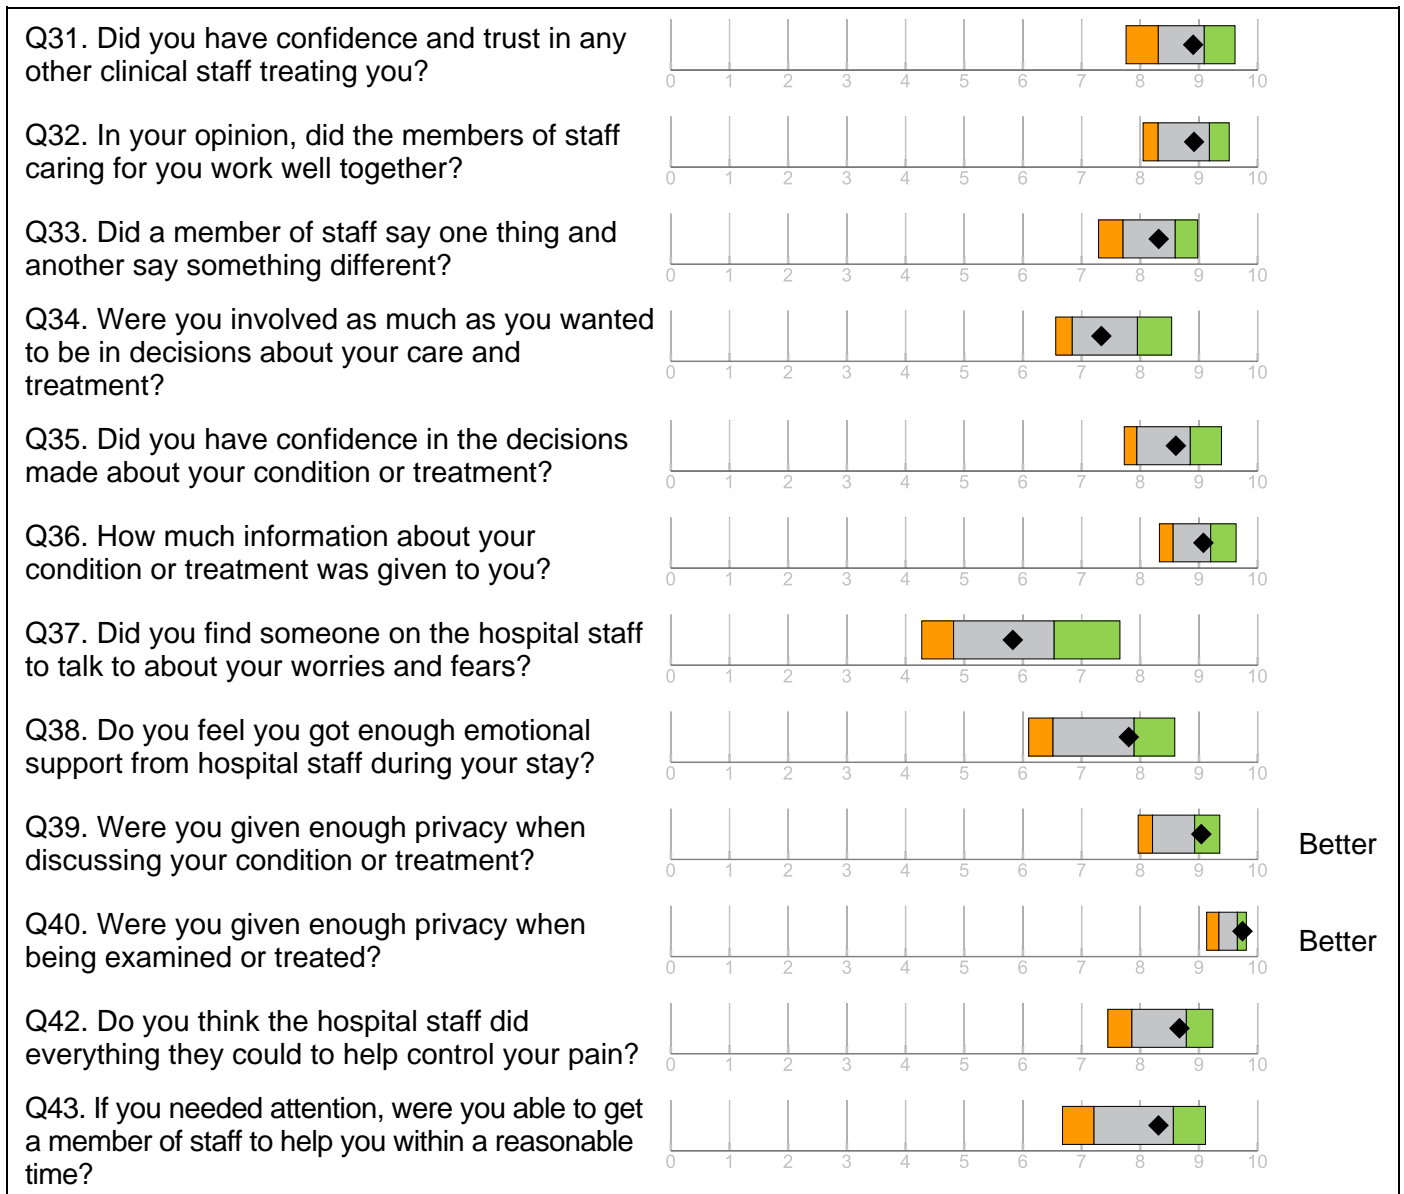 Q31. Did you have confidence and trust in any
other clinical staff treating you?
0 1 2 3 4 5 6 7 8 9 10
Q32. In your opinion, did the members of staff
caring for you work well together?
0 1 2 3 4 5 6 7 8 9 10
Q33. Did a member of staff say one thing and
another say something different?
0 1 2 3 4 5 6 7 8 9 10
Q34. Were you involved as much as you wanted
to be in decisions about your care and
treatment?
0 1 2 3 4 5 6 7 8 9 10
Q35. Did you have confidence in the decisions
made about your condition or treatment?
0 1 2 3 4 5 6 7 8 9 10
Q36. How much information about your
condition or treatment was given to you?
0 1 2 3 4 5 6 7 8 9 10
Q37. Did you find someone on the hospital staff
to talk to about your worries and fears?
0 1 2 3 4 5 6 7 8 9 10
Q38. Do you feel you got enough emotional
support from hospital staff during your stay?
0 1 2 3 4 5 6 7 8 9 10
Q39. Were you given enough privacy when
discussing your condition or treatment?
0 1 2 3 4 5 6 7 8 9 10
Better
Q40. Were you given enough privacy when
being examined or treated?
0 1 2 3 4 5 6 7 8 9 10
Better
Q42. Do you think the hospital staff did
everything they could to help control your pain?
0 1 2 3 4 5 6 7 8 9 10
Q43. If you needed attention, were you able to get
a member of staff to help you within a reasonable
time?
0 1 2 3 4 5 6 7 8 9 10